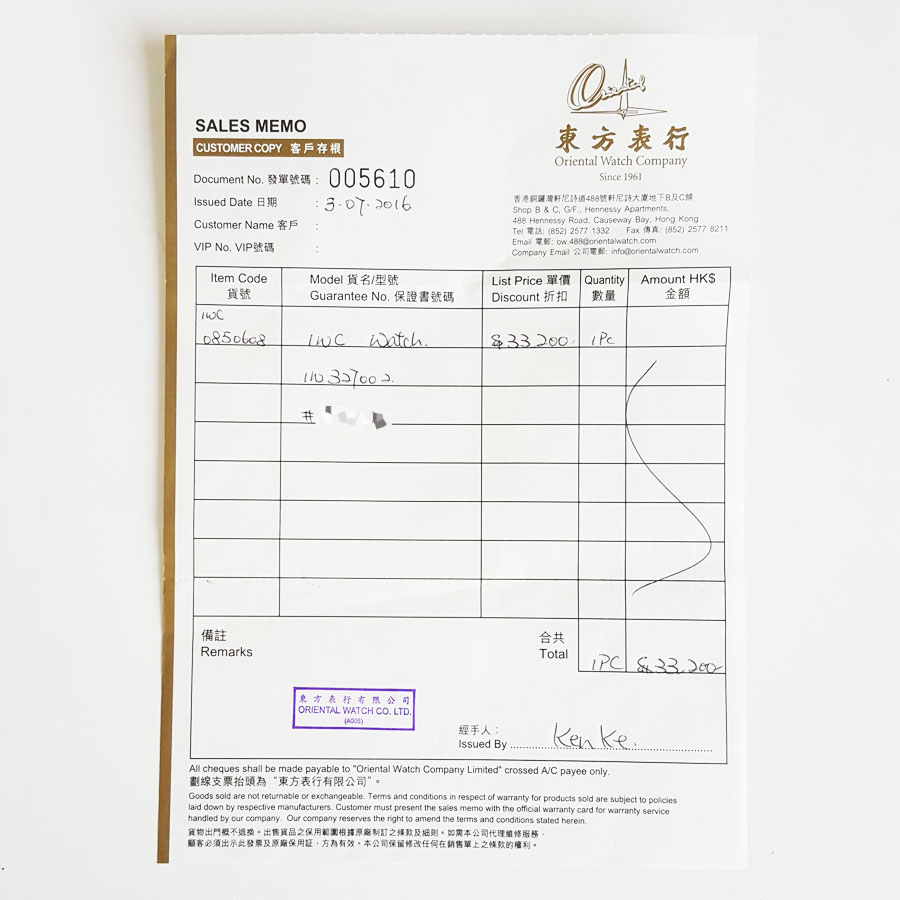 Oriental
東方表行
Oriental Watch Company
Since 1961
SALES MEMO
CUSTOMER COPY 客戶存根
Document No. 發單號碼 : 005610
Issued Date 日期 : 3-07-2016
Customer Name 客戶 :
VIP No. VIP號碼 :
香港銅鑼灣軒尼詩道488號軒尼詩大廈地下B及C舖
Shop B & C, G/F., Hennessy Apartments,
488 Hennessy Road, Causeway Bay, Hong Kong
Tel 電話: (852) 2577 1332 Fax 傳真: (852) 2577 8211
Email 電郵: ow.488@orientalwatch.com
Company Email 公司電郵: info@orientalwatch.com
Item Code Model 貨名/型號 List Price 單價 Quantity Amount HK$
貨號 Guarantee No. 保證書號碼 Discount 折扣 數量 金額
IWC
0850608 IWC Watch. $33200. 1Pc
IW327002.
#
備註 合共
Remarks Total 1PC $33,200
東方表行有限公司
ORIENTAL WATCH CO. LTD.
(A006)
經手人 :
Issued By Ken Ke.
All cheques shall be made payable to "Oriental Watch Company Limited" crossed A/C payee only.
劃線支票抬頭為 "東方表行有限公司"。
Goods sold are not returnable or exchangeable. Terms and conditions in respect of warranty for products sold are subject to policies
laid down by respective manufacturers. Customer must present the sales memo with the official warranty card for warranty service
handled by our company. Our company reserves the right to amend the terms and conditions stated herein.
貨物出門概不退換。出售貨品之保用範圍根據原廠制訂之條款及細則。如需本公司代理維修服務，
顧客必須出示此發票及原廠保用証，方為有效。本公司保留修改任何在銷售單上之條款的權利。